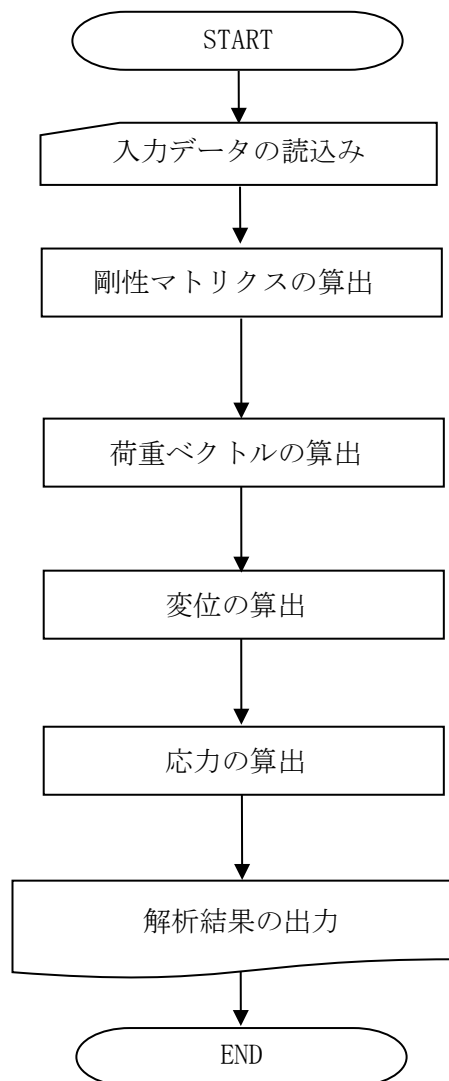 START
入力データの読込み
剛性マトリクスの算出
荷重ベクトルの算出
変位の算出
応力の算出
解析結果の出力
END